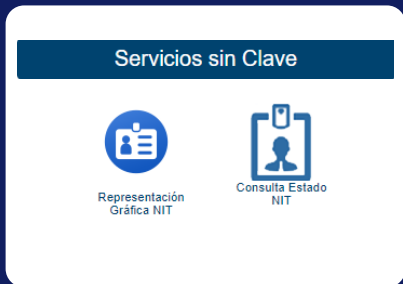 Servicios sin Clave
Representación
Gráfica NIT
Consulta Estado
NIT